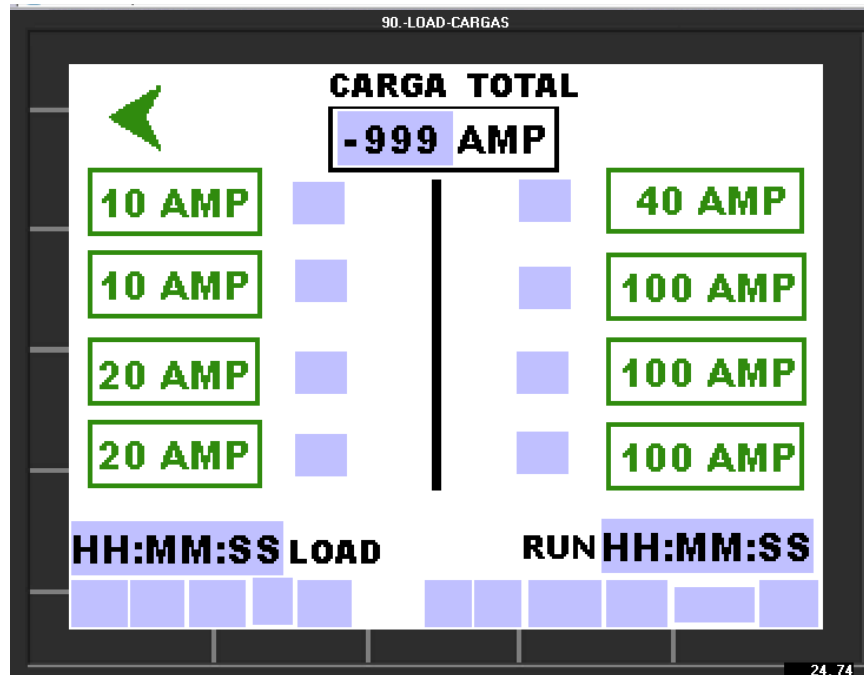 90.-LOAD-CARGAS
CARGA TOTAL
-999 AMP
10 AMP
40 AMP
10 AMP
100 AMP
20 AMP
100 AMP
20 AMP
100 AMP
HH:MM:SS LOAD
RUN HH:MM:SS
24, 74